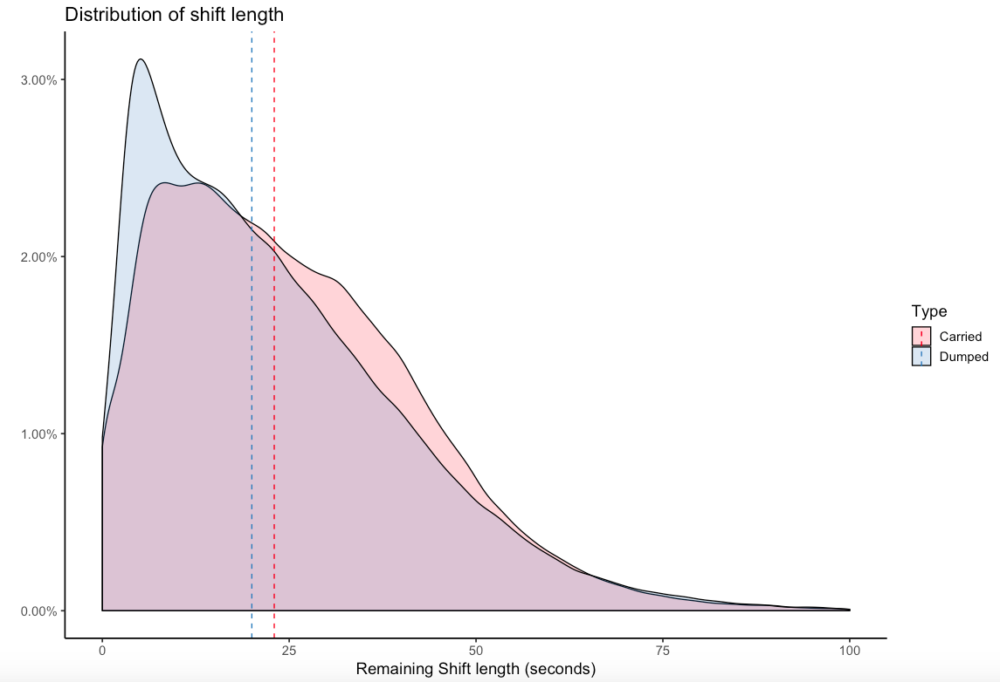 Distribution of shift length
3.00%
2.00%
1.00%
0.00%
0
25
50
75
100
Remaining Shift length (seconds)
Type
Carried
Dumped